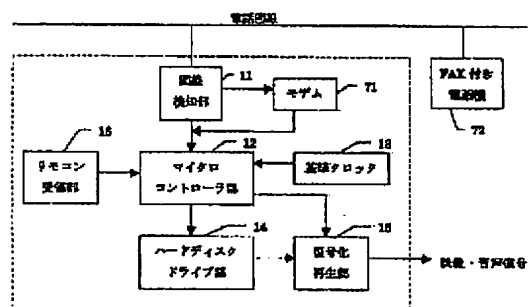 電話回線
回線
検知部
11
モデム
71
FAX 付き
電話機
72
リモコン
受信部
16
マイクロ
コントローラ部
12
基準クロック
13
ハードディスク
ドライブ部
14
復号化
再生部
15
映像・音声信号